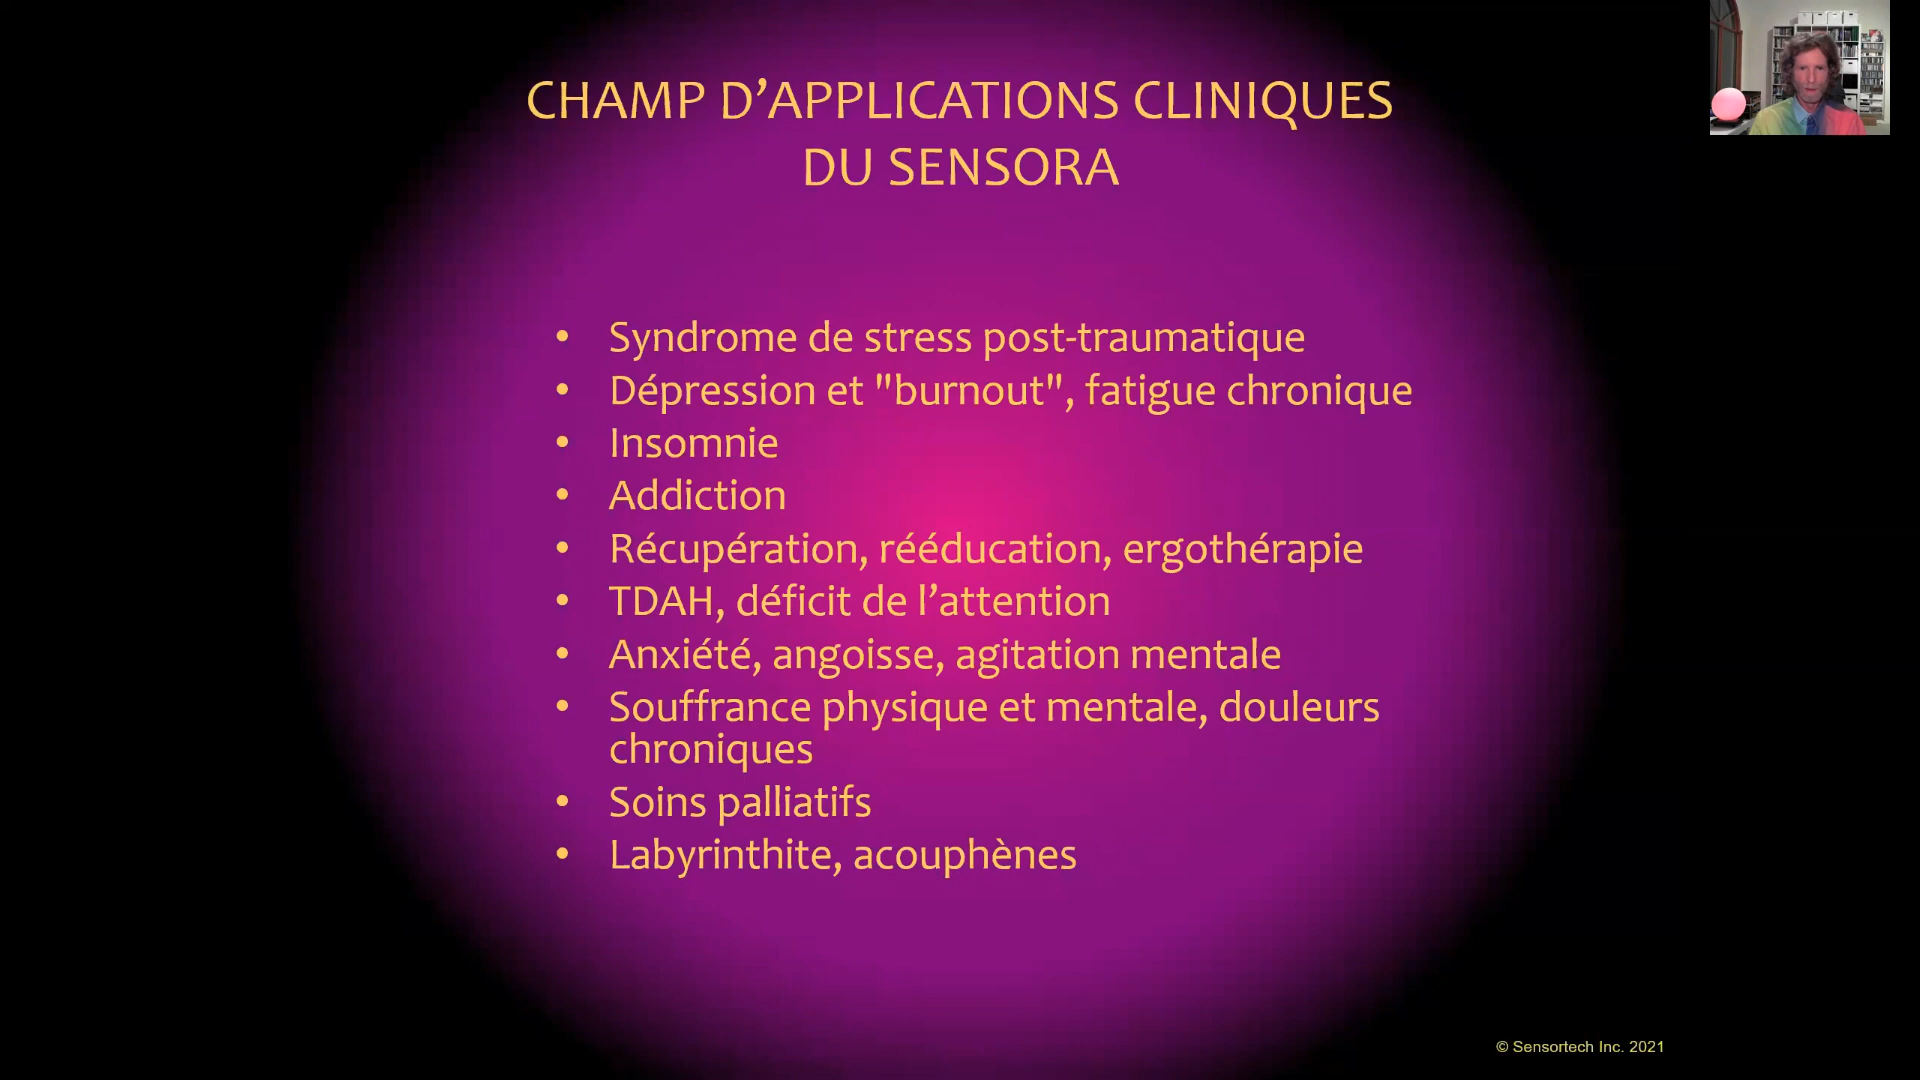 CHAMP D’APPLICATIONS CLINIQUES
DU SENSORA
• Syndrome de stress post-traumatique
• Dépression et "burnout", fatigue chronique
• Insomnie
• Addiction
• Récupération, rééducation, ergothérapie
• TDAH, déficit de l’attention
• Anxiété, angoisse, agitation mentale
• Souffrance physique et mentale, douleurs
chroniques
• Soins palliatifs
• Labyrinthite, acouphènes
© Sensortech Inc. 2021